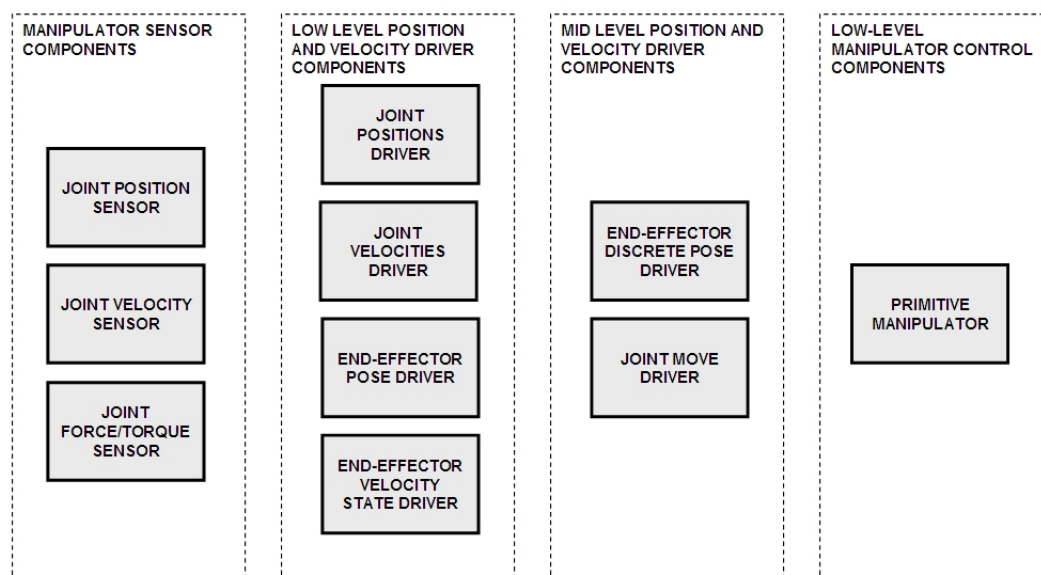 MANIPULATOR SENSOR
COMPONENTS
JOINT POSITION
SENSOR
JOINT VELOCITY
SENSOR
JOINT
FORCE/TORQUE
SENSOR
LOW LEVEL POSITION
AND VELOCITY DRIVER
COMPONENTS
JOINT
POSITIONS
DRIVER
JOINT
VELOCITIES
DRIVER
END-EFFECTOR
POSE DRIVER
END-EFFECTOR
VELOCITY
STATE DRIVER
MID LEVEL POSITION AND
VELOCITY DRIVER
COMPONENTS
END-EFFECTOR
DISCRETE POSE
DRIVER
JOINT MOVE
DRIVER
LOW-LEVEL
MANIPULATOR CONTROL
COMPONENTS
PRIMITIVE
MANIPULATOR